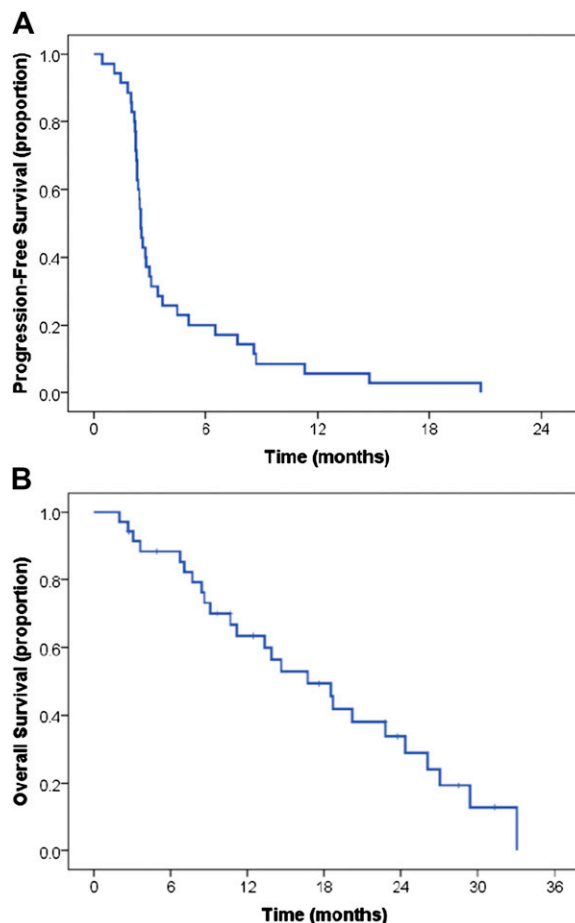 A
Progression-Free Survival (proportion)
1.0
0.8
0.6
0.4
0.2
0.0
0 6 12 18 24
Time (months)
B
Overall Survival (proportion)
1.0
0.8
0.6
0.4
0.2
0.0
0 6 12 18 24 30 36
Time (months)